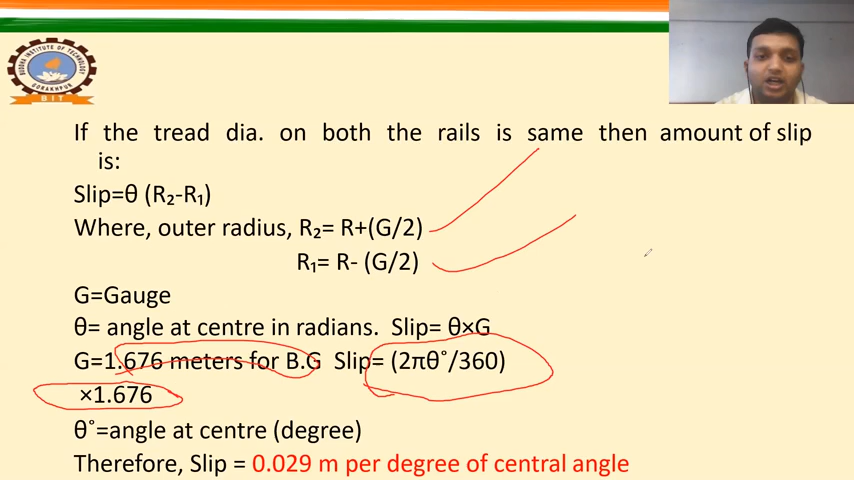 BUDDHA INSTITUTE OF TECHNOLOGY
GORAKHPUR
BIT
If the tread dia. on both the rails is same then amount of slip
is:
Slip=θ (R₂-R₁)
Where, outer radius, R₂= R+(G/2)
R₁= R- (G/2)
G=Gauge
θ= angle at centre in radians. Slip= θ×G
G=1.676 meters for B.G Slip= (2πθ˚/360)
×1.676
θ˚=angle at centre (degree)
Therefore, Slip = 0.029 m per degree of central angle